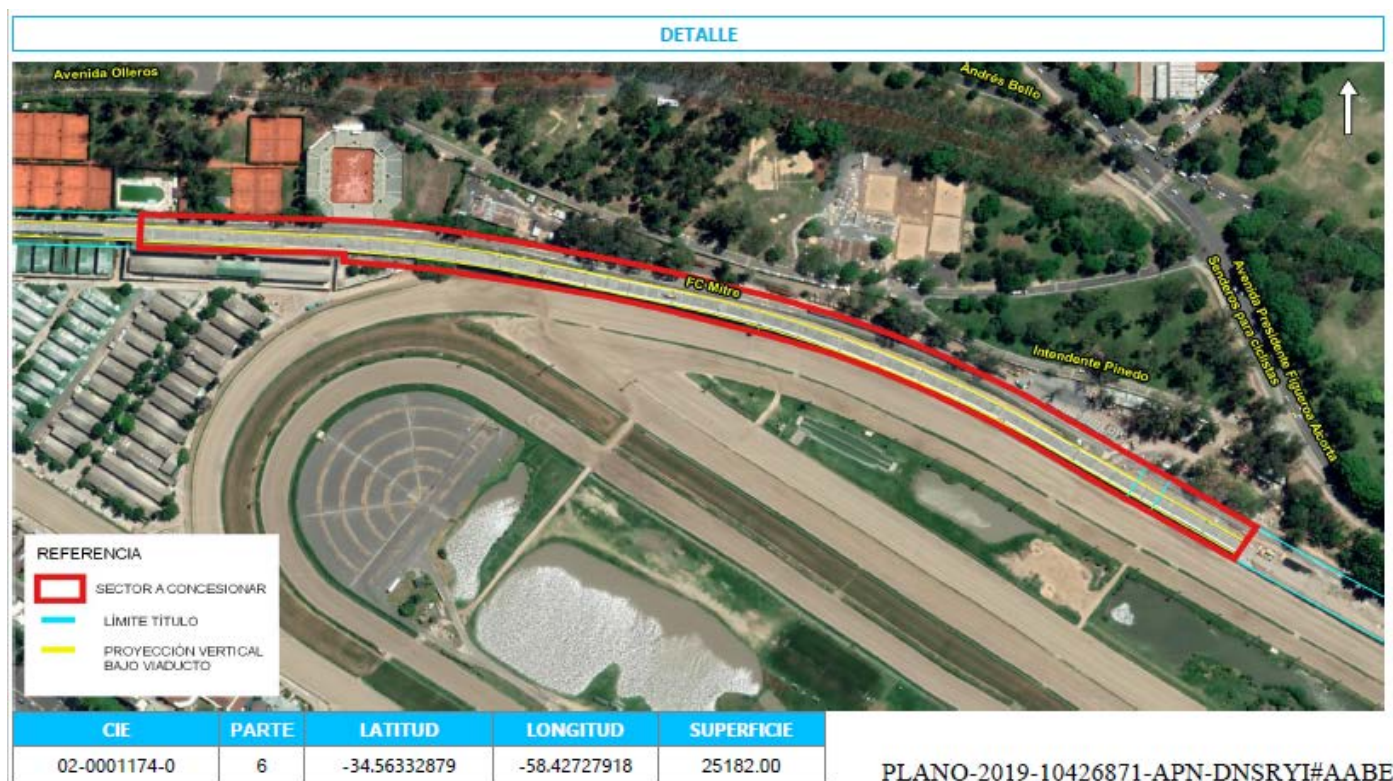 DETALLE
Avenida Olleros
Andrés Bello
FC Mitre
Intendente Pinedo
Avenida Presidente Figueroa Alcorta
Senderos para ciclistas
REFERENCIA
SECTOR A CONCESIONAR
LÍMITE TÍTULO
PROYECCIÓN VERTICAL
BAJO VIADUCTO
CIE PARTE LATITUD LONGITUD SUPERFICIE
02-0001174-0 6 -34.56332879 -58.42727918 25182.00
PLANO-2019-10426871-APN-DNSRYI#AABE